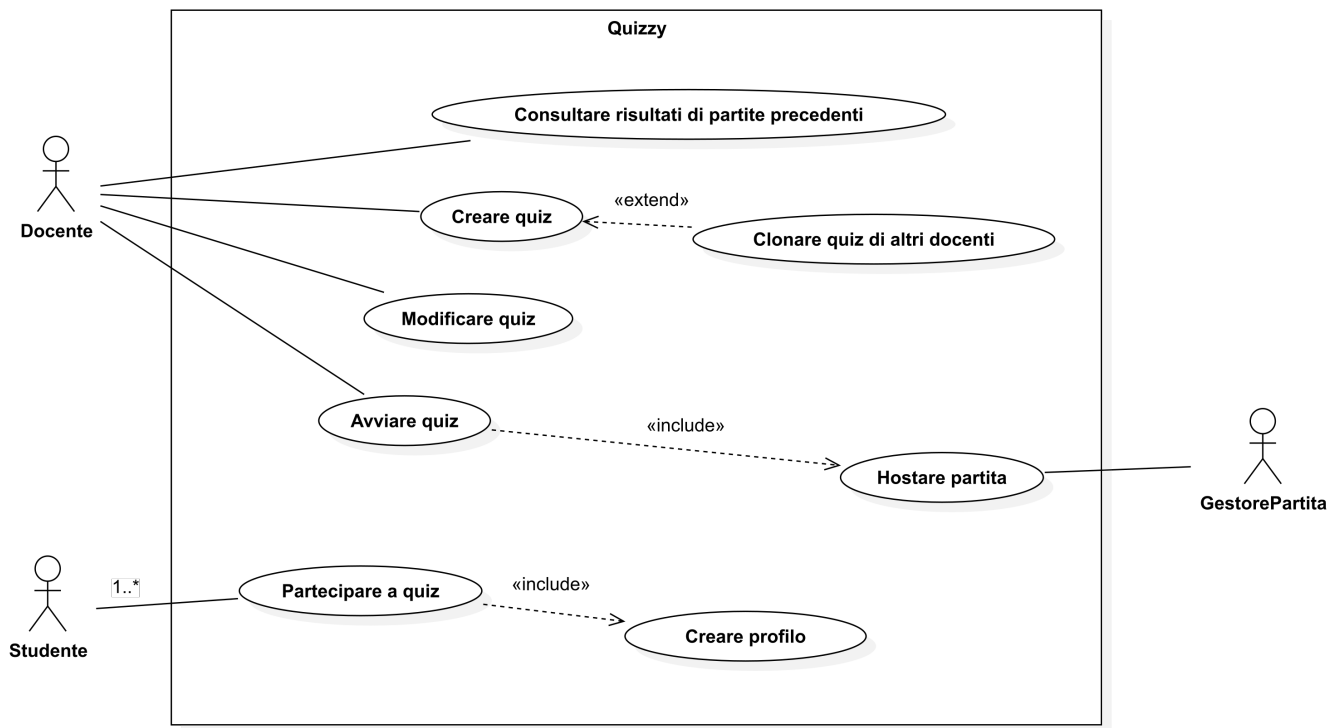 Quizzy
Consultare risultati di partite precedenti
Docente
Creare quiz
«extend»
Clonare quiz di altri docenti
Modificare quiz
Avviare quiz
«include»
Hostare partita
GestorePartita
Studente
1..*
Partecipare a quiz
«include»
Creare profilo